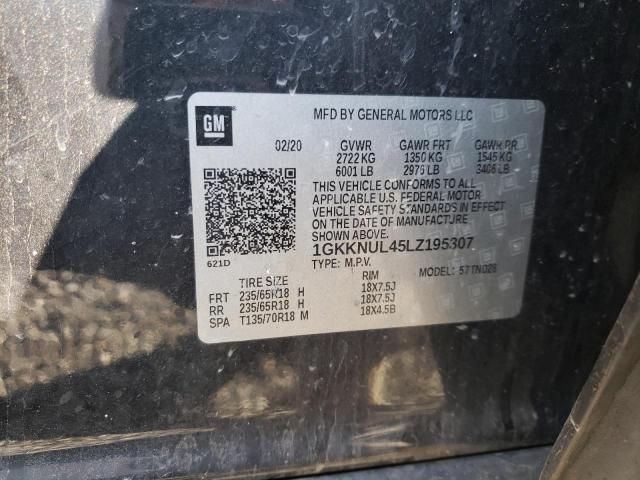 GM
MFD BY GENERAL MOTORS LLC
02/20 GVWR GAWR FRT GAWR RR
2722 KG 1350 KG 1545 KG
6001 LB 2976 LB 3406 LB
THIS VEHICLE CONFORMS TO ALL
APPLICABLE U.S. FEDERAL MOTOR
VEHICLE SAFETY STANDARDS IN EFFECT
ON THE DATE OF MANUFACTURE
SHOWN ABOVE.
1GKKNUL45LZ195307
621D
TYPE: M.P.V. MODEL:
TIRE SIZE RIM
FRT 235/65R18 H 18X7.5J
RR 235/65R18 H 18X7.5J
SPA T135/70R18 M 18X4.5B